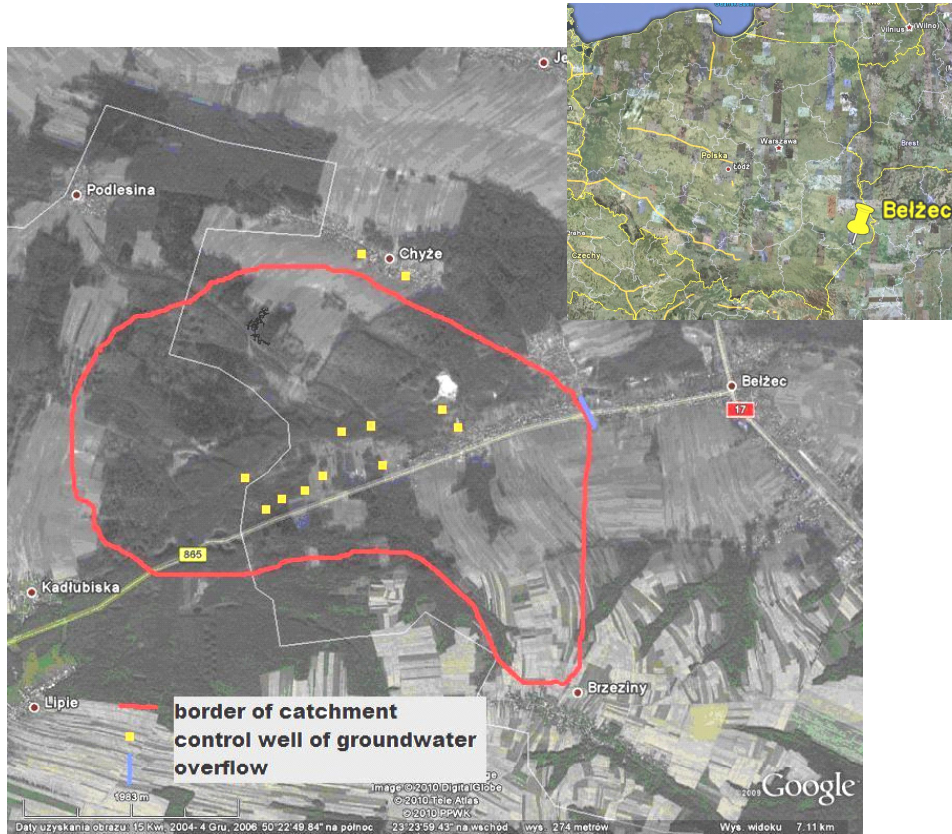 Vilnius
(Wilno)
Warszawa
Polska
Łódź
Brest
Bełżec
Czechy
Je
Podlesina
Chyże
Bełżec
17
865
Kadłubiska
Lipie
Brzeziny
border of catchment
control well of groundwater
overflow
1983 m
Image © 2010 DigitalGlobe
© 2010 Tele Atlas
© 2010 PPWK
© 2009 Google
Daty uzyskania obrazu: 15 Kwi, 2004- 4 Gru, 2006 50°22'49.84" na północ 23°23'59.43" na wschód wys. 274 metrów Wys. widoku 7.11 km